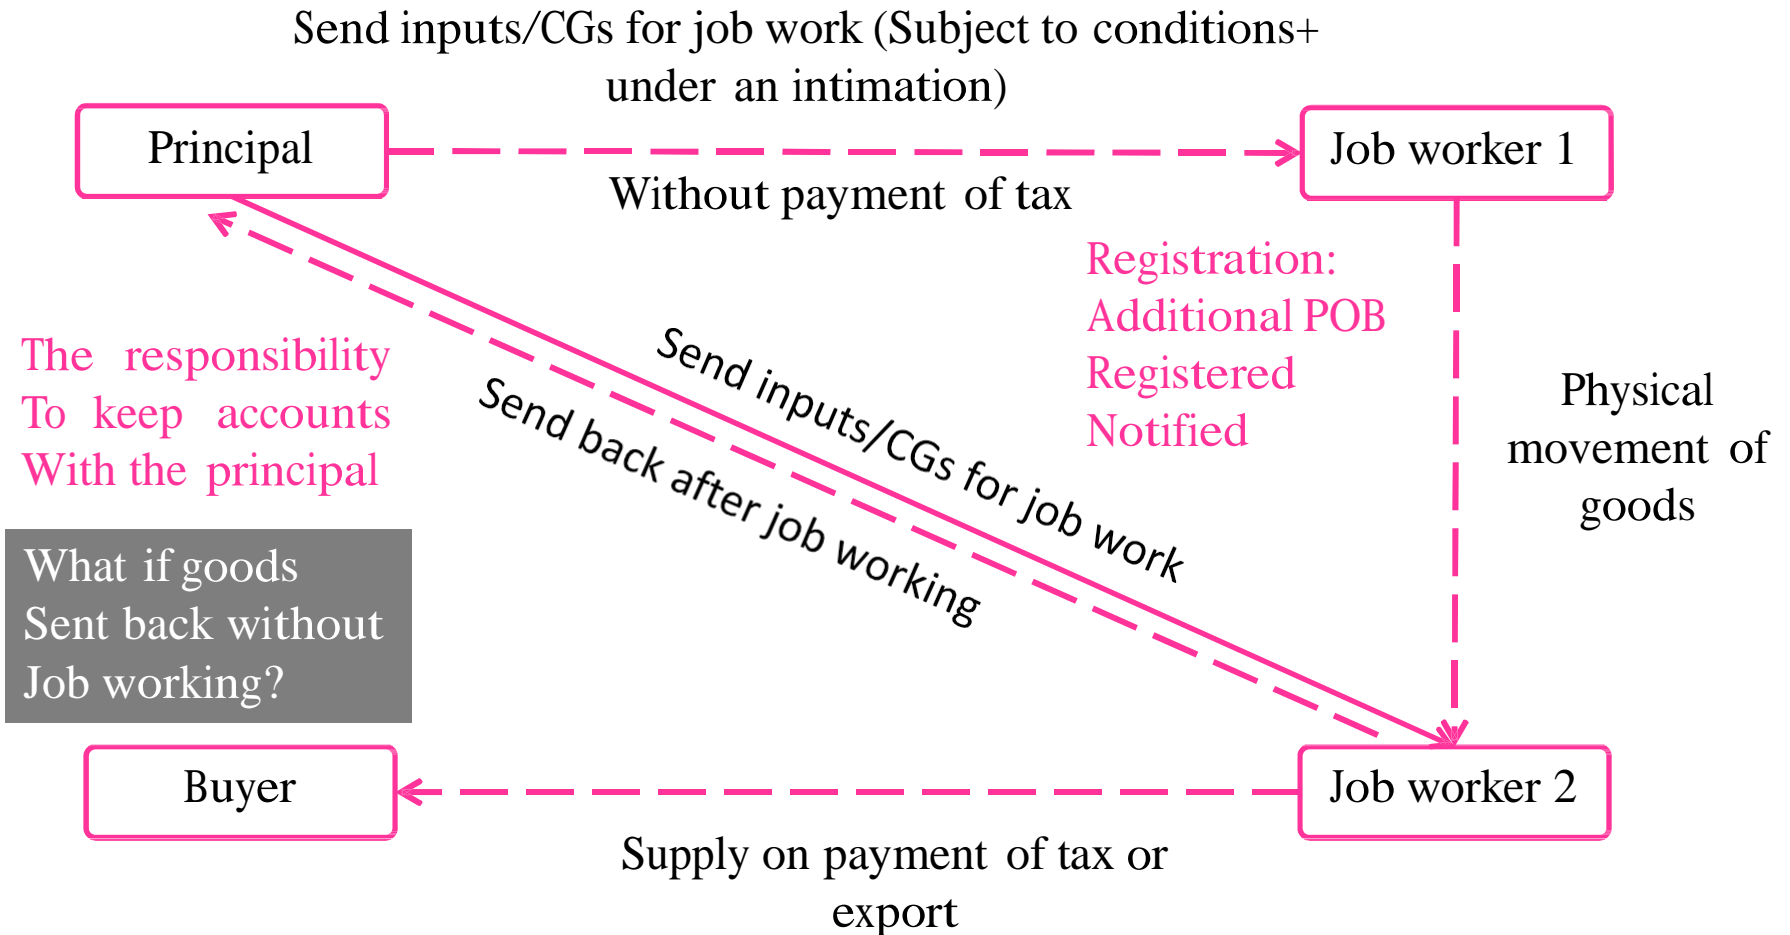 Send inputs/CGs for job work (Subject to conditions+
under an intimation)
Principal
Job worker 1
Without payment of tax
Registration:
Additional POB
Registered
Notified
The responsibility
To keep accounts
With the principal
Send inputs/CGs for job work
Send back after job working
Physical
movement of
goods
What if goods
Sent back without
Job working?
Buyer
Job worker 2
Supply on payment of tax or
export